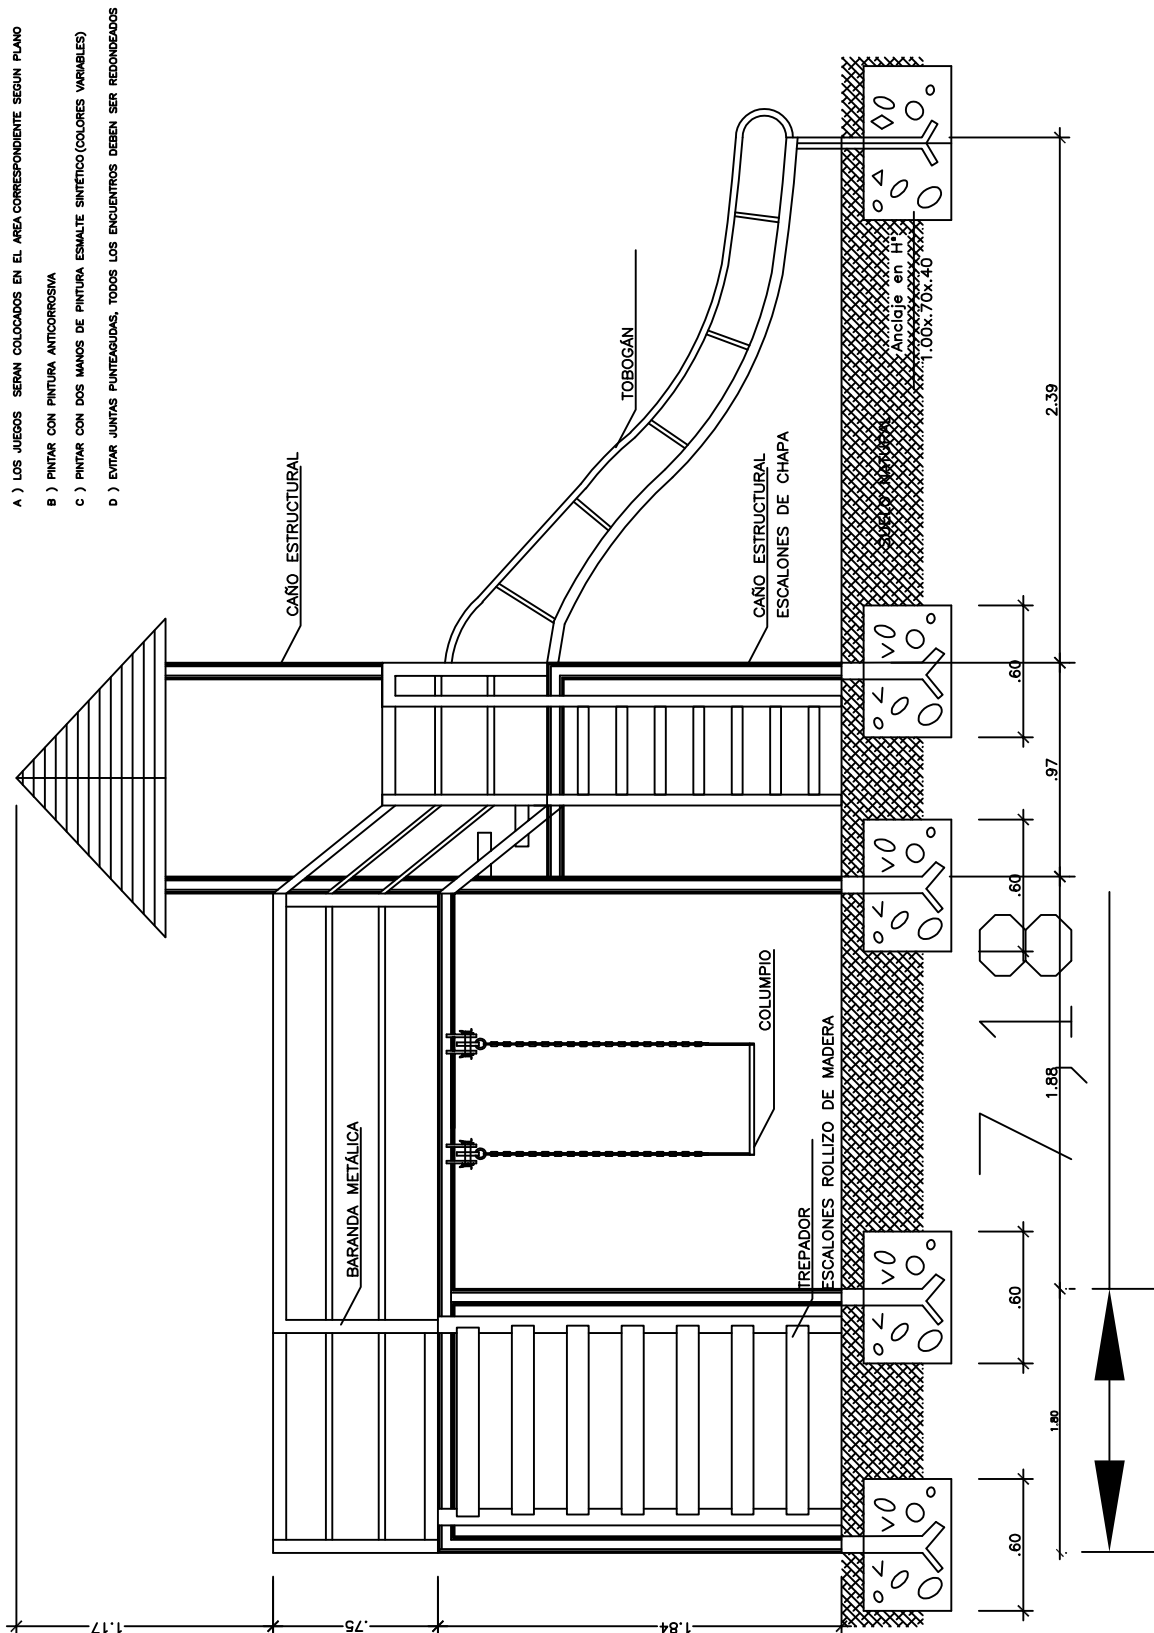 A ) LOS JUEGOS SERAN COLOCADOS EN EL AREA CORRESPONDIENTE SEGUN PLANO
B ) PINTAR CON PINTURA ANTICORROSIVA
C ) PINTAR CON DOS MANOS DE PINTURA ESMALTE SINTÉTICO(COLORES VARIABLES)
D ) EVITAR JUNTAS PUNTEAGUDAS, TODOS LOS ENCUENTROS DEBEN SER REDONDEADOS
CAÑO ESTRUCTURAL
TOBOGÁN
BARANDA METÁLICA
CAÑO ESTRUCTURAL
ESCALONES DE CHAPA
COLUMPIO
TREPADOR
ESCALONES ROLLIZO DE MADERA
SUELO NATURAL
Anclaje en H°
1.00x.70x.40
.60
.60
.60
.60
1.80
1.88
.97
2.39
7,18
1.17
.75
1.84